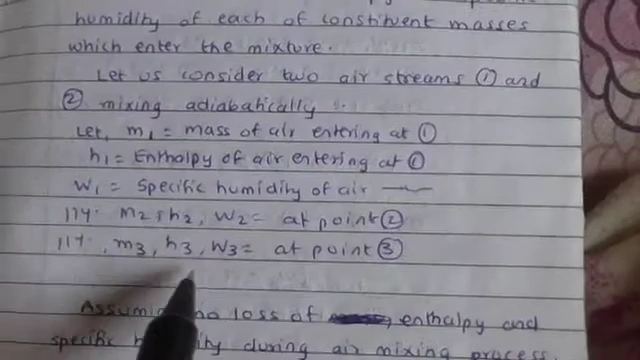 humidity of each of constituent masses
which enter the mixture.
Let us consider two air streams ① and
② mixing adiabatically.
Let, m₁ = mass of air entering at ①
h₁ = Enthalpy of air entering at ①
W₁ = Specific humidity of air
lly. m₂, h₂, W₂ = at point ②
lly. , m₃, h₃, W₃ = at point ③
no loss of enthalpy and
specific during air mixing process.